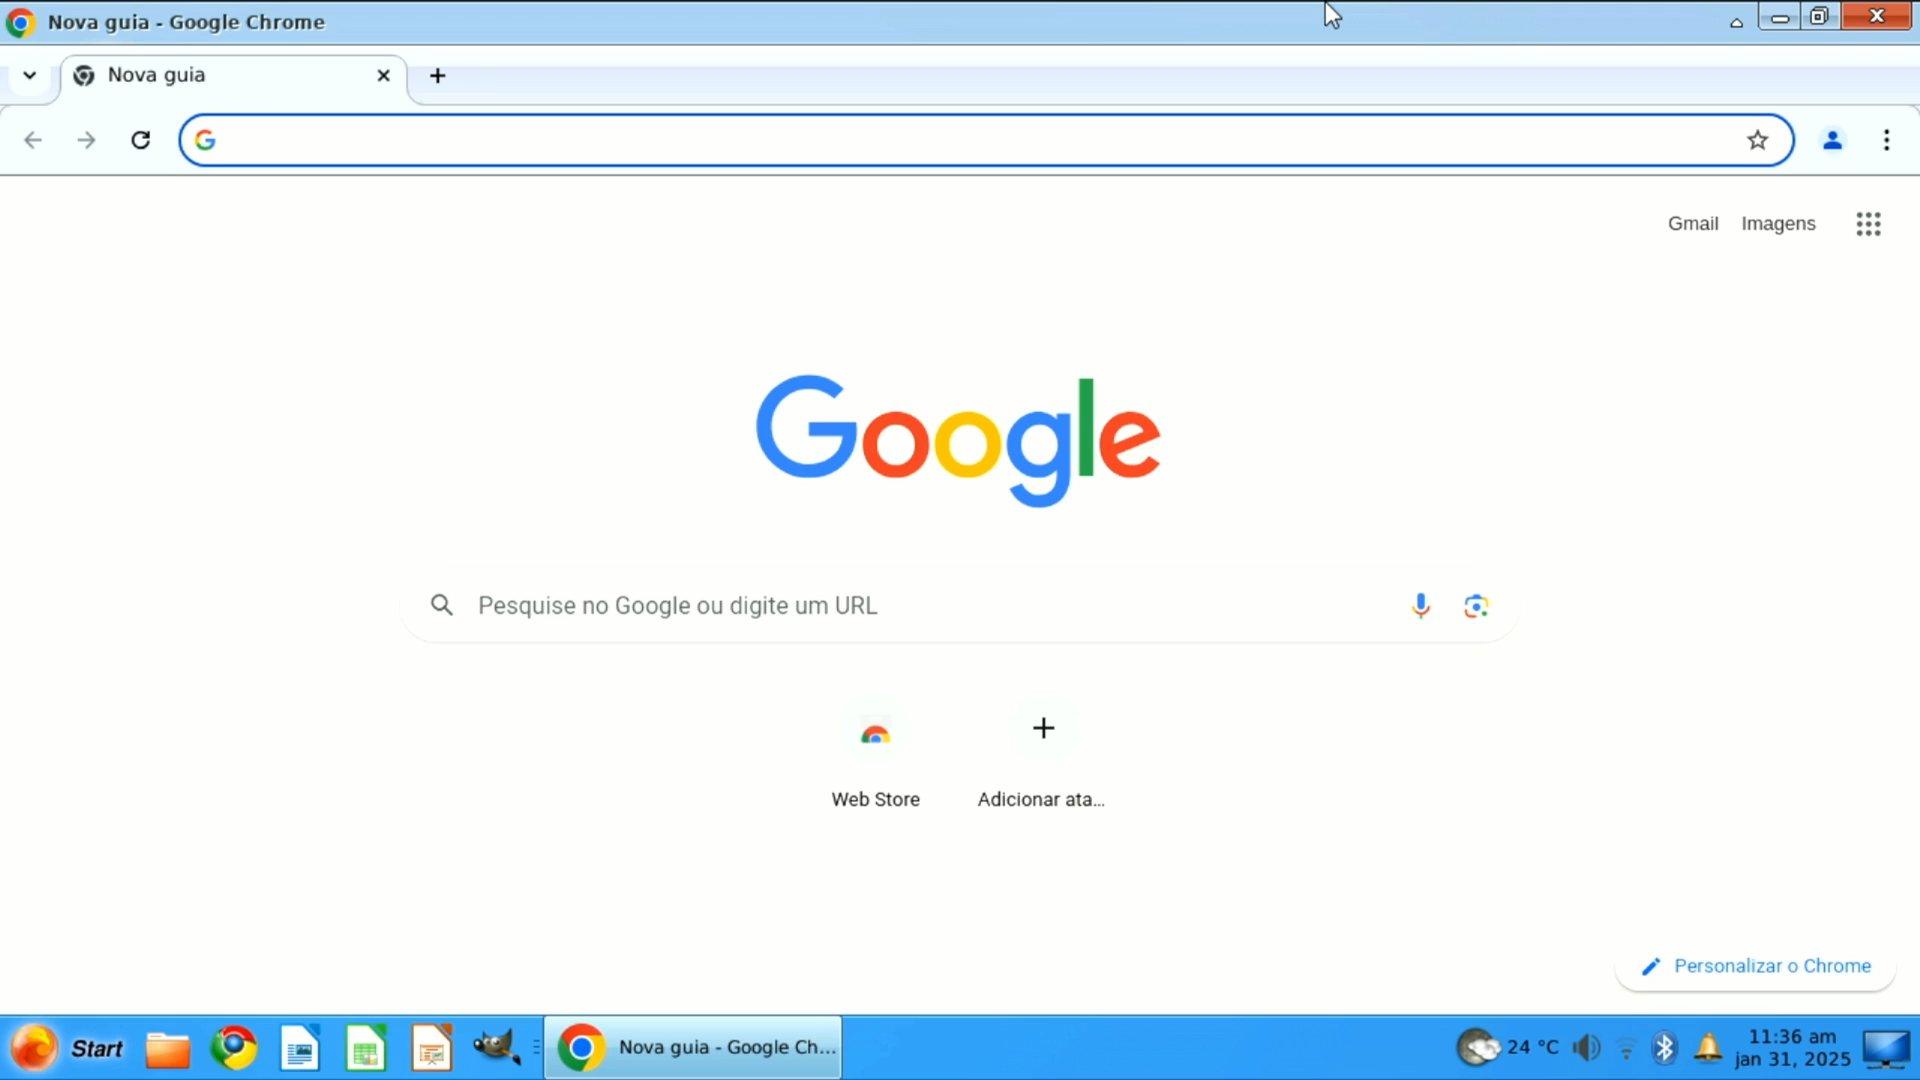 Nova guia - Google Chrome
Nova guia
Gmail Imagens
Google
Pesquise no Google ou digite um URL
Web Store
Adicionar ata...
Personalizar o Chrome
Start
Nova guia - Google Ch...
24 °C
11:36 am
jan 31, 2025